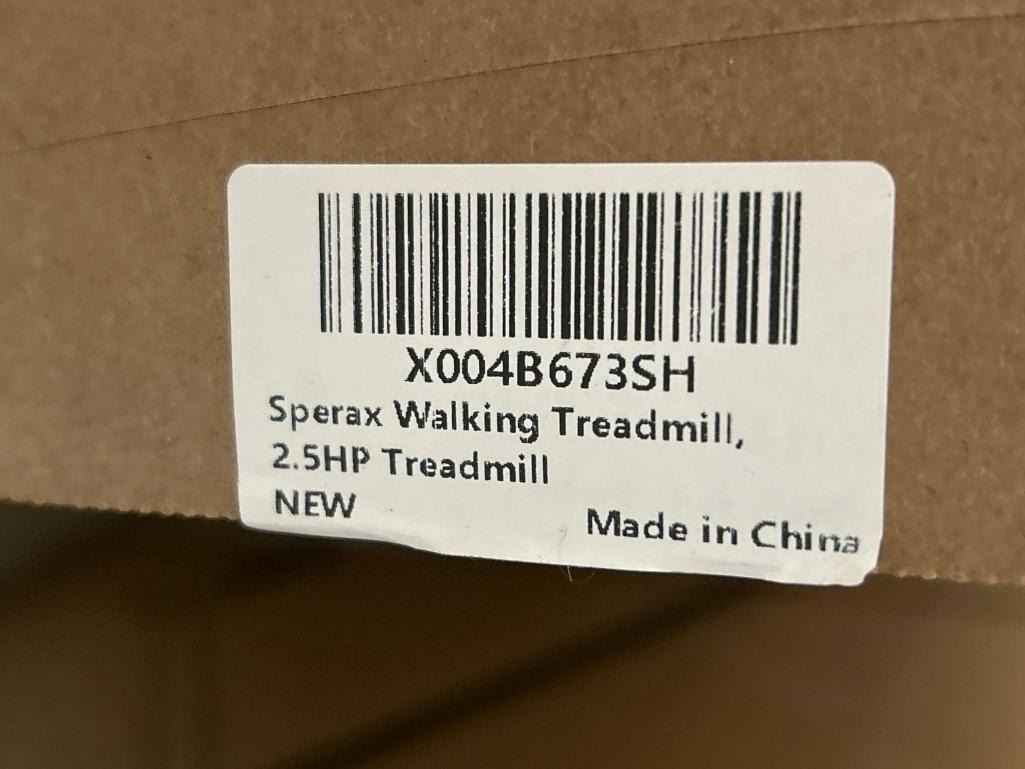 X004B673SH
Sperax Walking Treadmill,
2.5HP Treadmill
NEW
Made in China